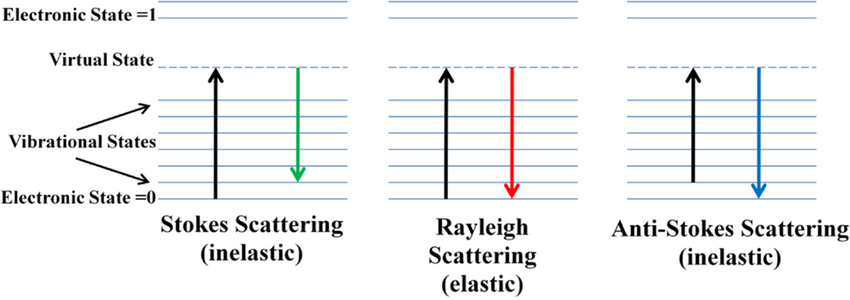 Electronic State =1
Virtual State
Vibrational States
Electronic State =0
Stokes Scattering
(inelastic)
Rayleigh
Scattering
(elastic)
Anti-Stokes Scattering
(inelastic)